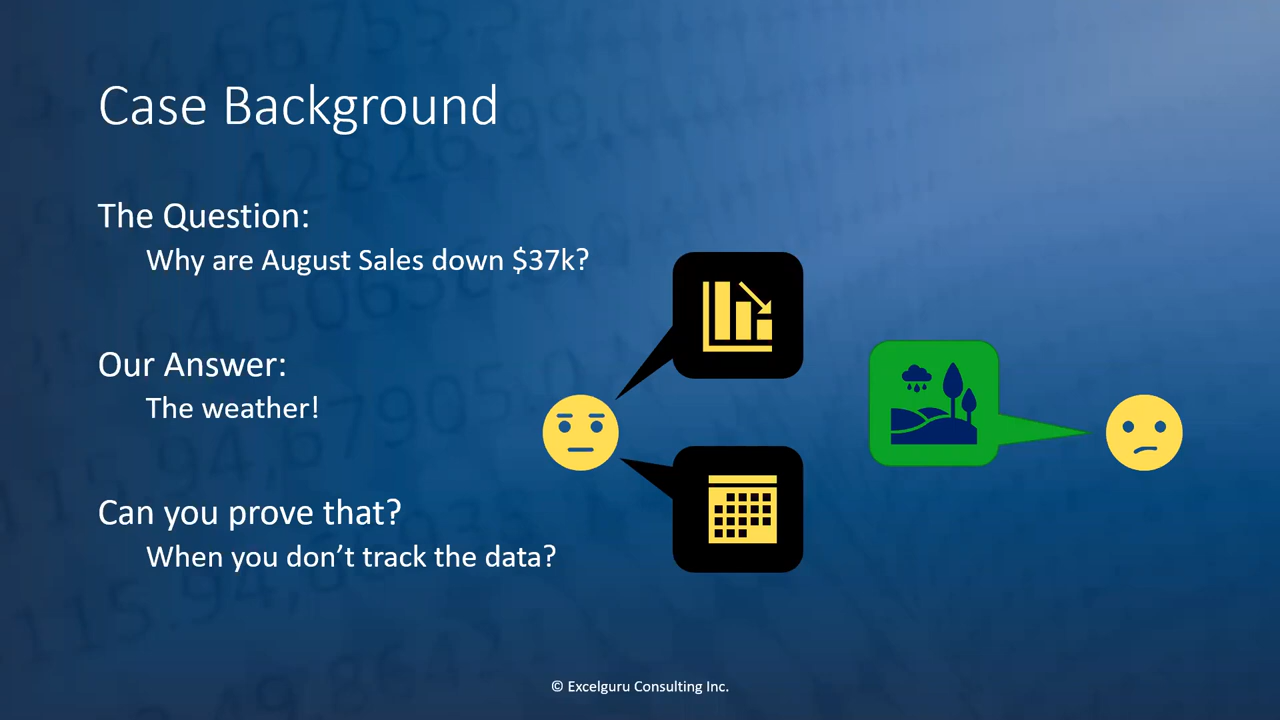 Case Background
The Question:
Why are August Sales down $37k?
Our Answer:
The weather!
Can you prove that?
When you don’t track the data?
© Excelguru Consulting Inc.